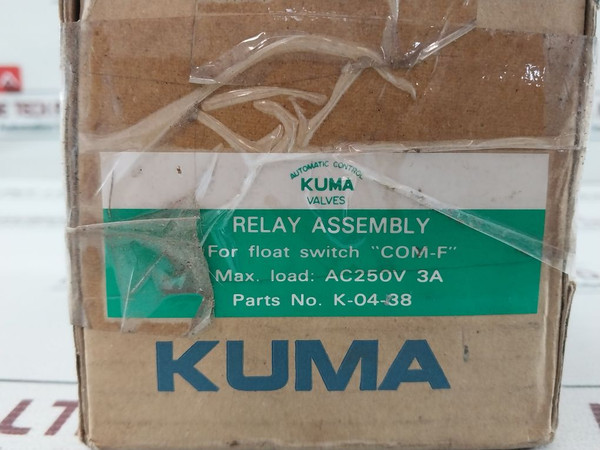 AUTOMATIC CONTROL
KUMA
VALVES
RELAY ASSEMBLY
For float switch "COM-F"
Max. load: AC250V 3A
Parts No. K-04-38
KUMA